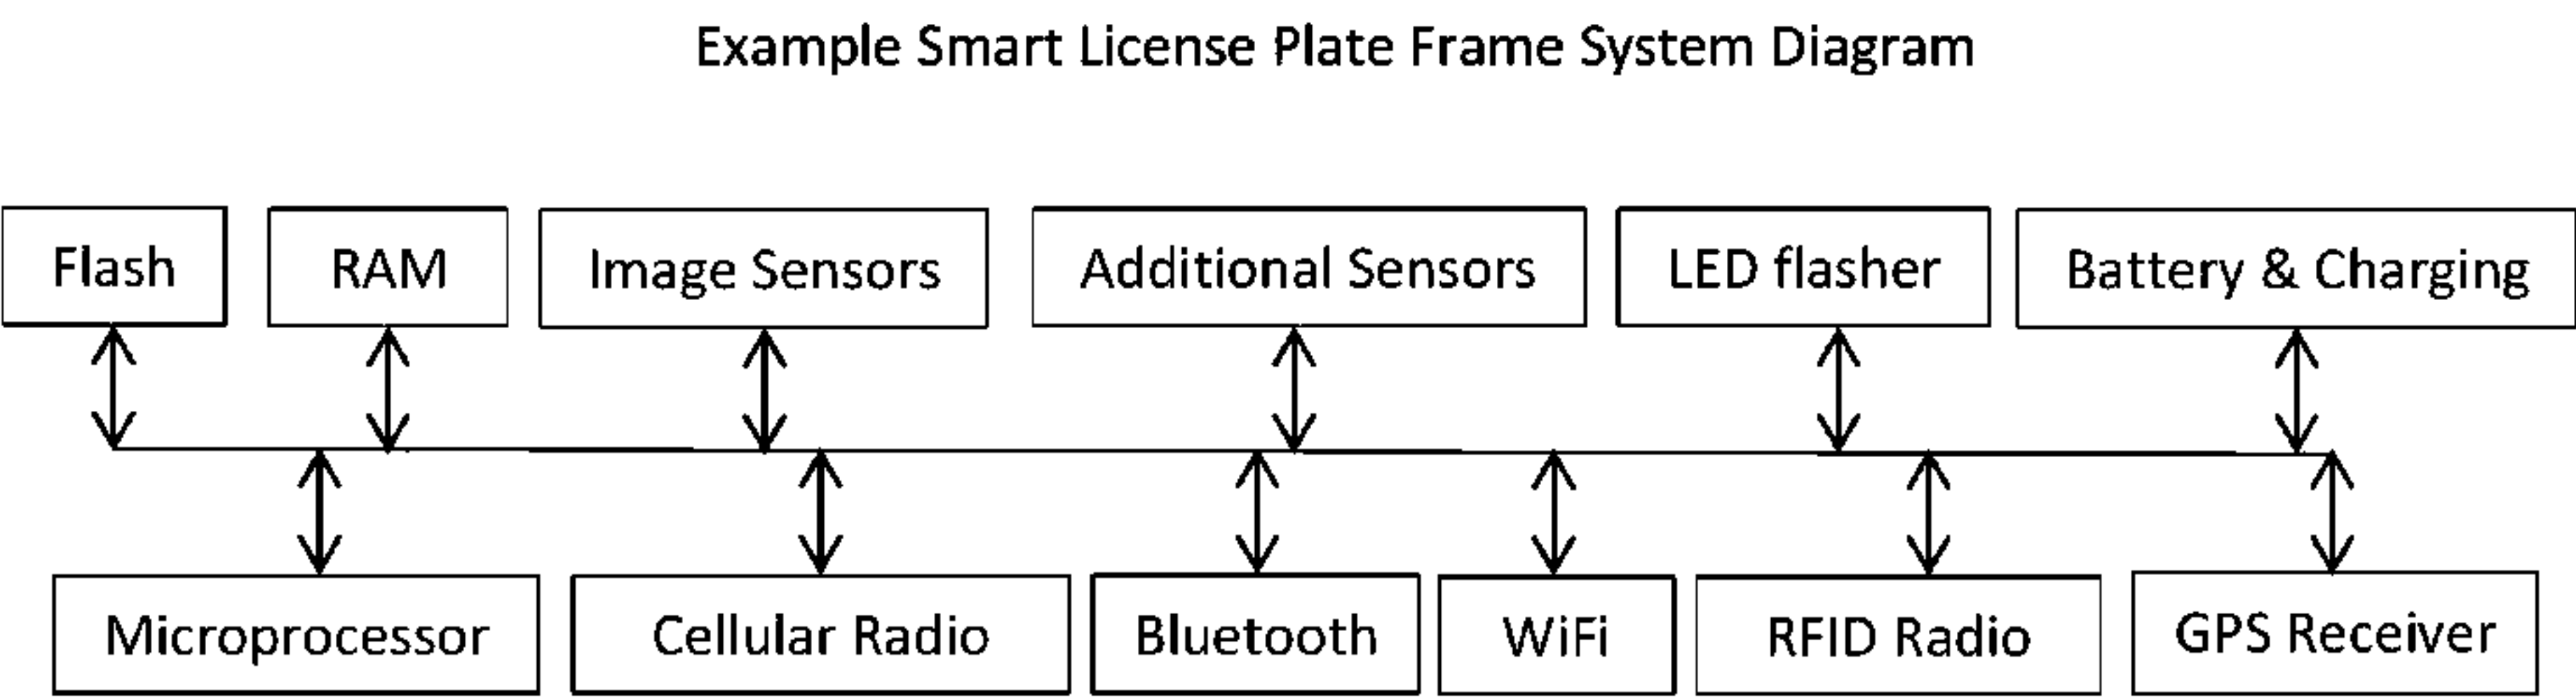 Example Smart License Plate Frame System Diagram
Flash
RAM
Image Sensors
Additional Sensors
LED flasher
Battery & Charging
Microprocessor
Cellular Radio
Bluetooth
WiFi
RFID Radio
GPS Receiver